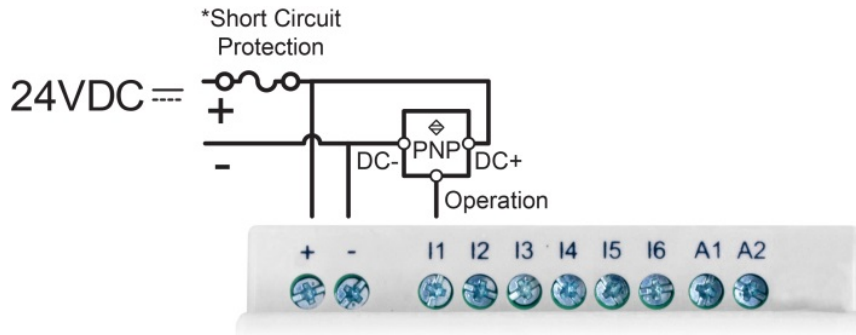 *Short Circuit
Protection
24VDC
+
-
DC- PNP DC+
Operation
+ - I1 I2 I3 I4 I5 I6 A1 A2